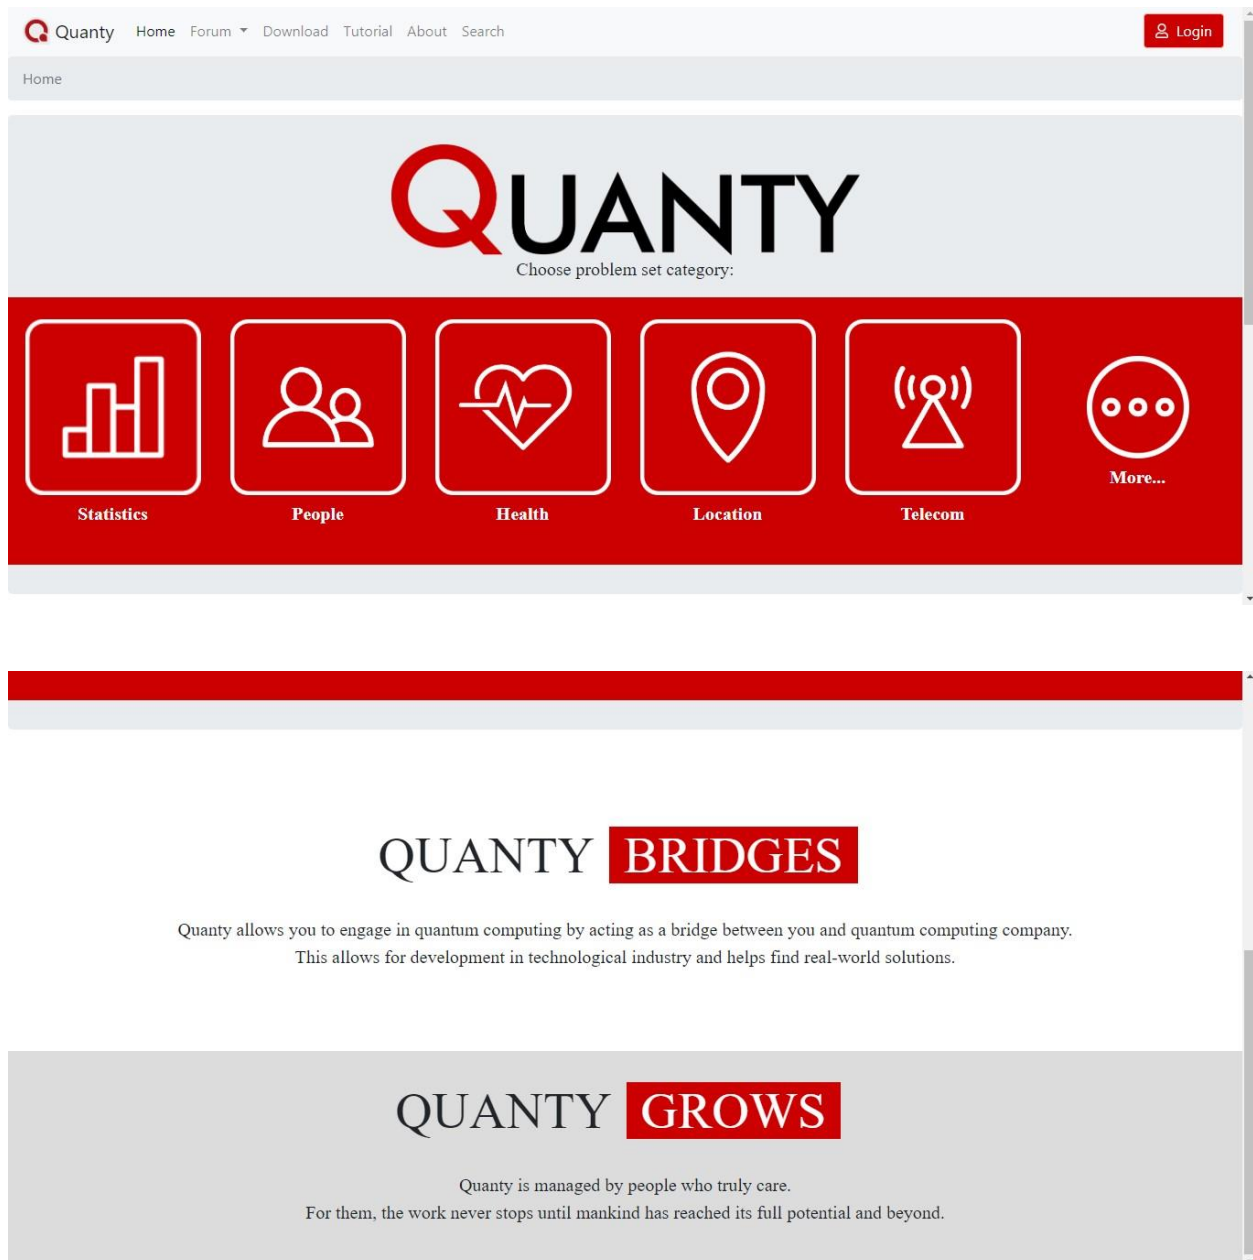 Quanty Home Forum Download Tutorial About Search Login
Home
QUANTY
Choose problem set category:
More...
Statistics People Health Location Telecom
QUANTY BRIDGES
Quanty allows you to engage in quantum computing by acting as a bridge between you and quantum computing company.
This allows for development in technological industry and helps find real-world solutions.
QUANTY GROWS
Quanty is managed by people who truly care.
For them, the work never stops until mankind has reached its full potential and beyond.